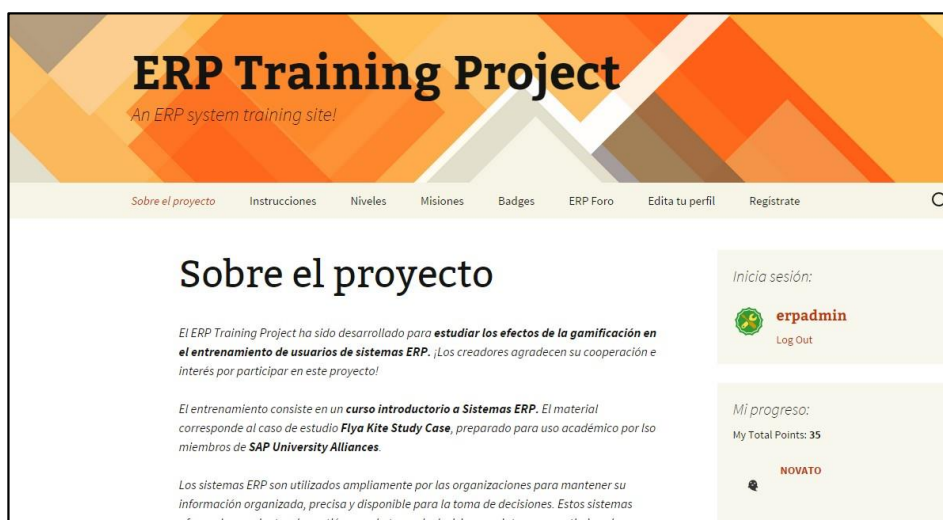 ERP Training Project
An ERP system training site!
Sobre el proyecto Instrucciones Niveles Misiones Badges ERP Foro Edita tu perfil Registrate
Sobre el proyecto
El ERP Training Project ha sido desarrollado para estudiar los efectos de la gamificación en
el entrenamiento de usuarios de sistemas ERP. ¡Los creadores agradecen su cooperación e
interés por participar en este proyecto!
El entrenamiento consiste en un curso introductorio a Sistemas ERP. El material
corresponde al caso de estudio Flya Kite Study Case, preparado para uso académico por lso
miembros de SAP University Alliances.
Los sistemas ERP son utilizados ampliamente por las organizaciones para mantener su
información organizada, precisa y disponible para la toma de decisiones. Estos sistemas
Inicia sesión:
erpadmin
Log Out
Mi progreso:
My Total Points: 35
NOVATO